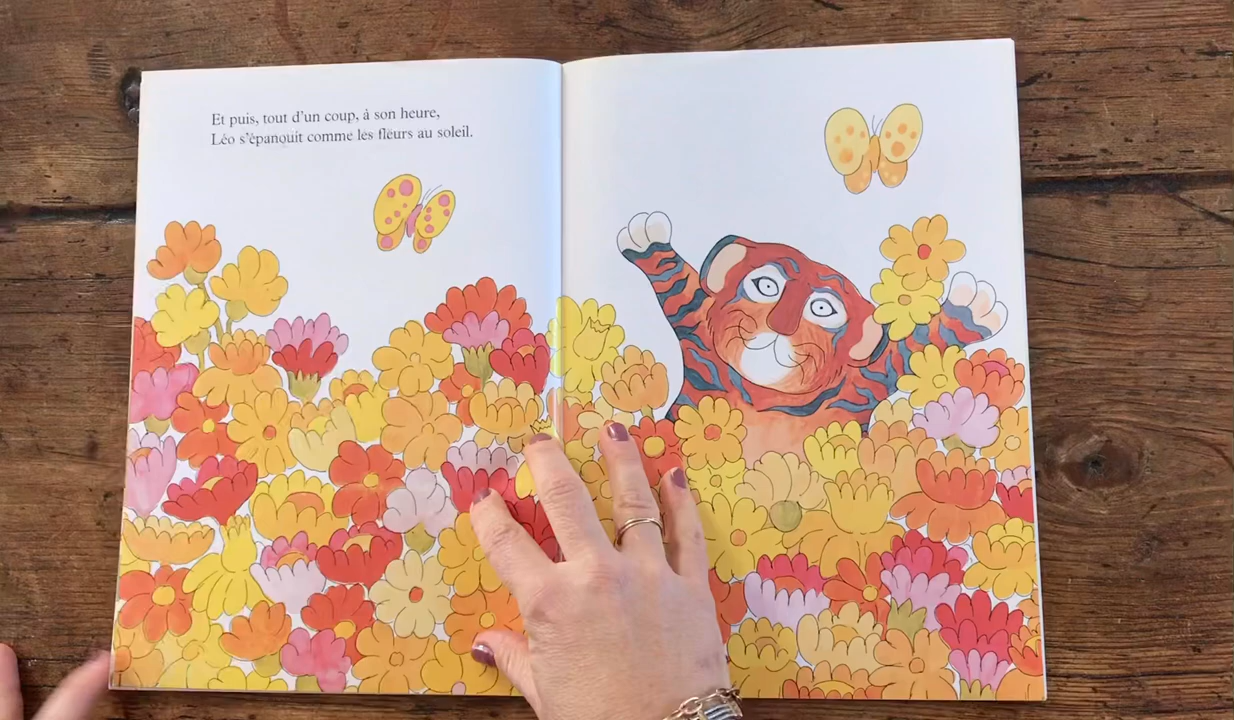 Et puis, tout d'un coup, à son heure,
Léo s'épanouit comme les fleurs au soleil.